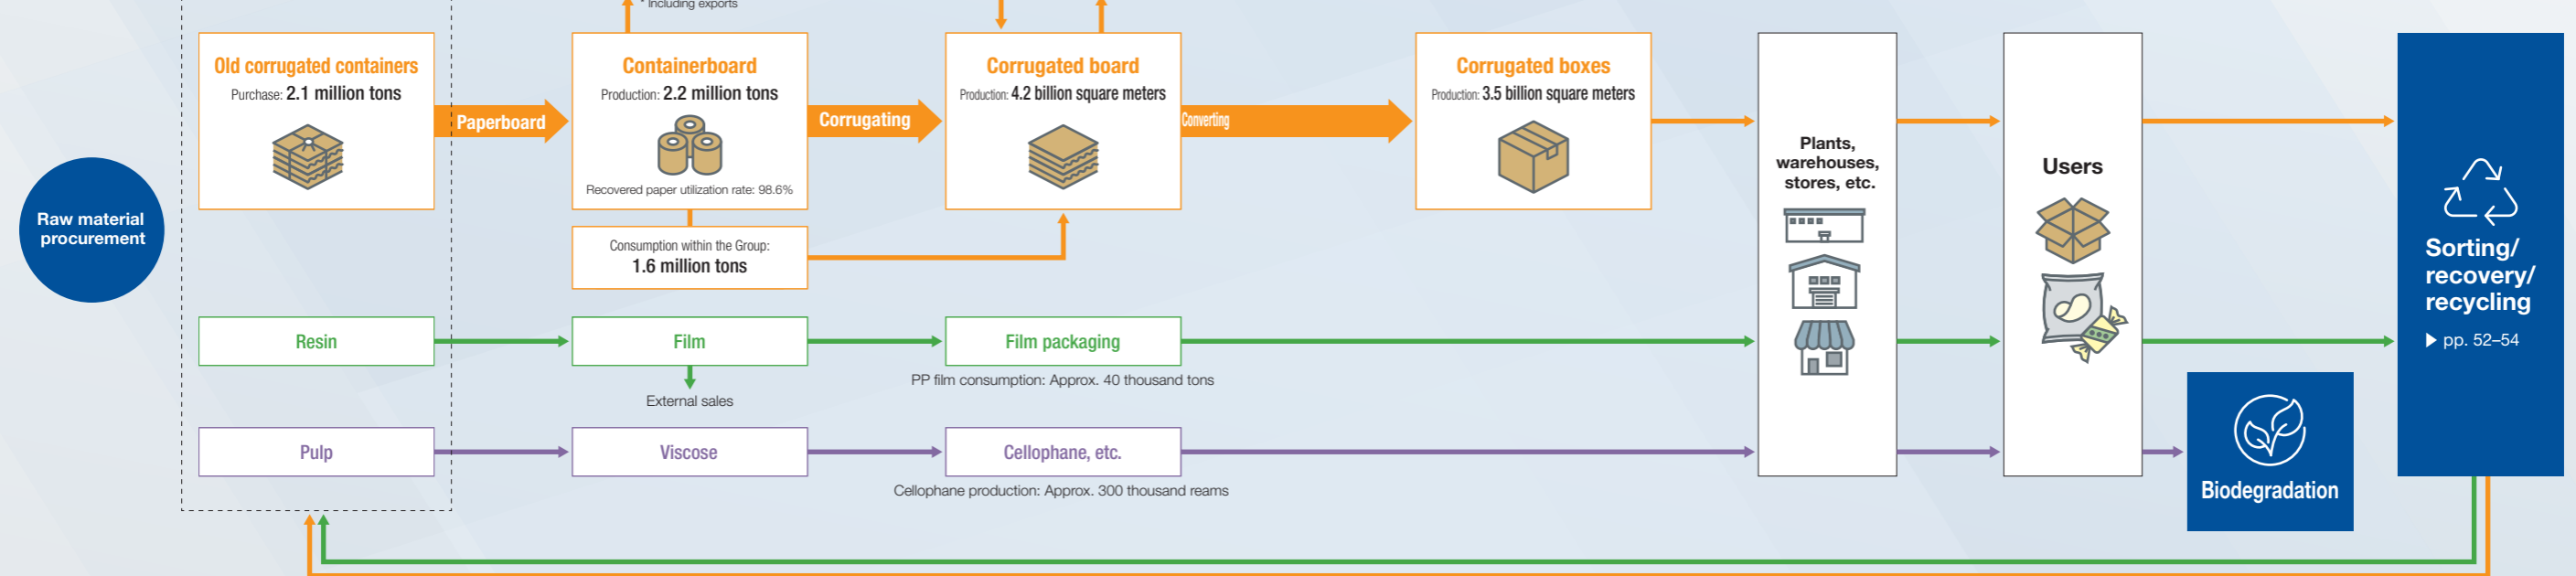 * Including exports
Old corrugated containers
Purchase: 2.1 million tons
Paperboard
Containerboard
Production: 2.2 million tons
Recovered paper utilization rate: 98.6%
Corrugating
Corrugated board
Production: 4.2 billion square meters
Converting
Corrugated boxes
Production: 3.5 billion square meters
Plants,
warehouses,
stores, etc.
Users
Sorting/
recovery/
recycling
▶ pp. 52–54
Raw material
procurement
Consumption within the Group:
1.6 million tons
Resin
Film
External sales
Film packaging
PP film consumption: Approx. 40 thousand tons
Pulp
Viscose
Cellophane, etc.
Cellophane production: Approx. 300 thousand reams
Biodegradation